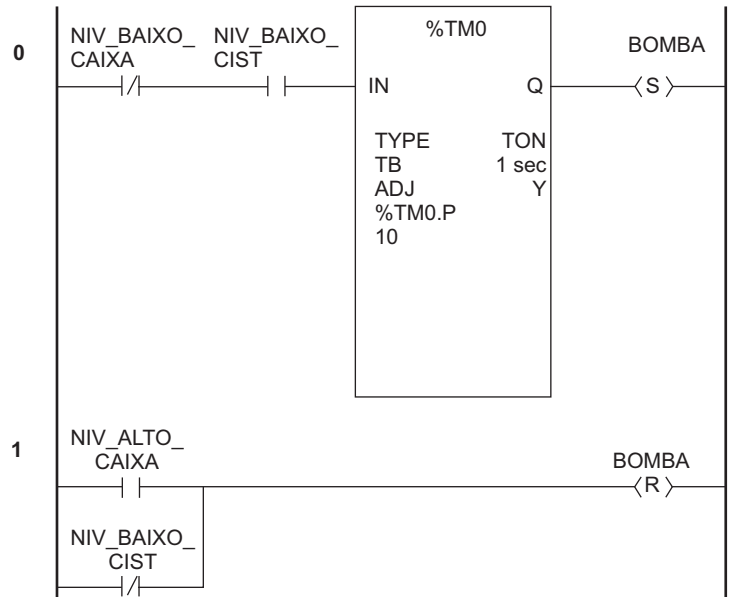 0
NIV_BAIXO_
CAIXA
NIV_BAIXO_
CIST
%TM0
BOMBA
IN Q
S
TYPE TON
TB 1 sec
ADJ Y
%TM0.P
10
1
NIV_ALTO_
CAIXA
BOMBA
R
NIV_BAIXO_
CIST